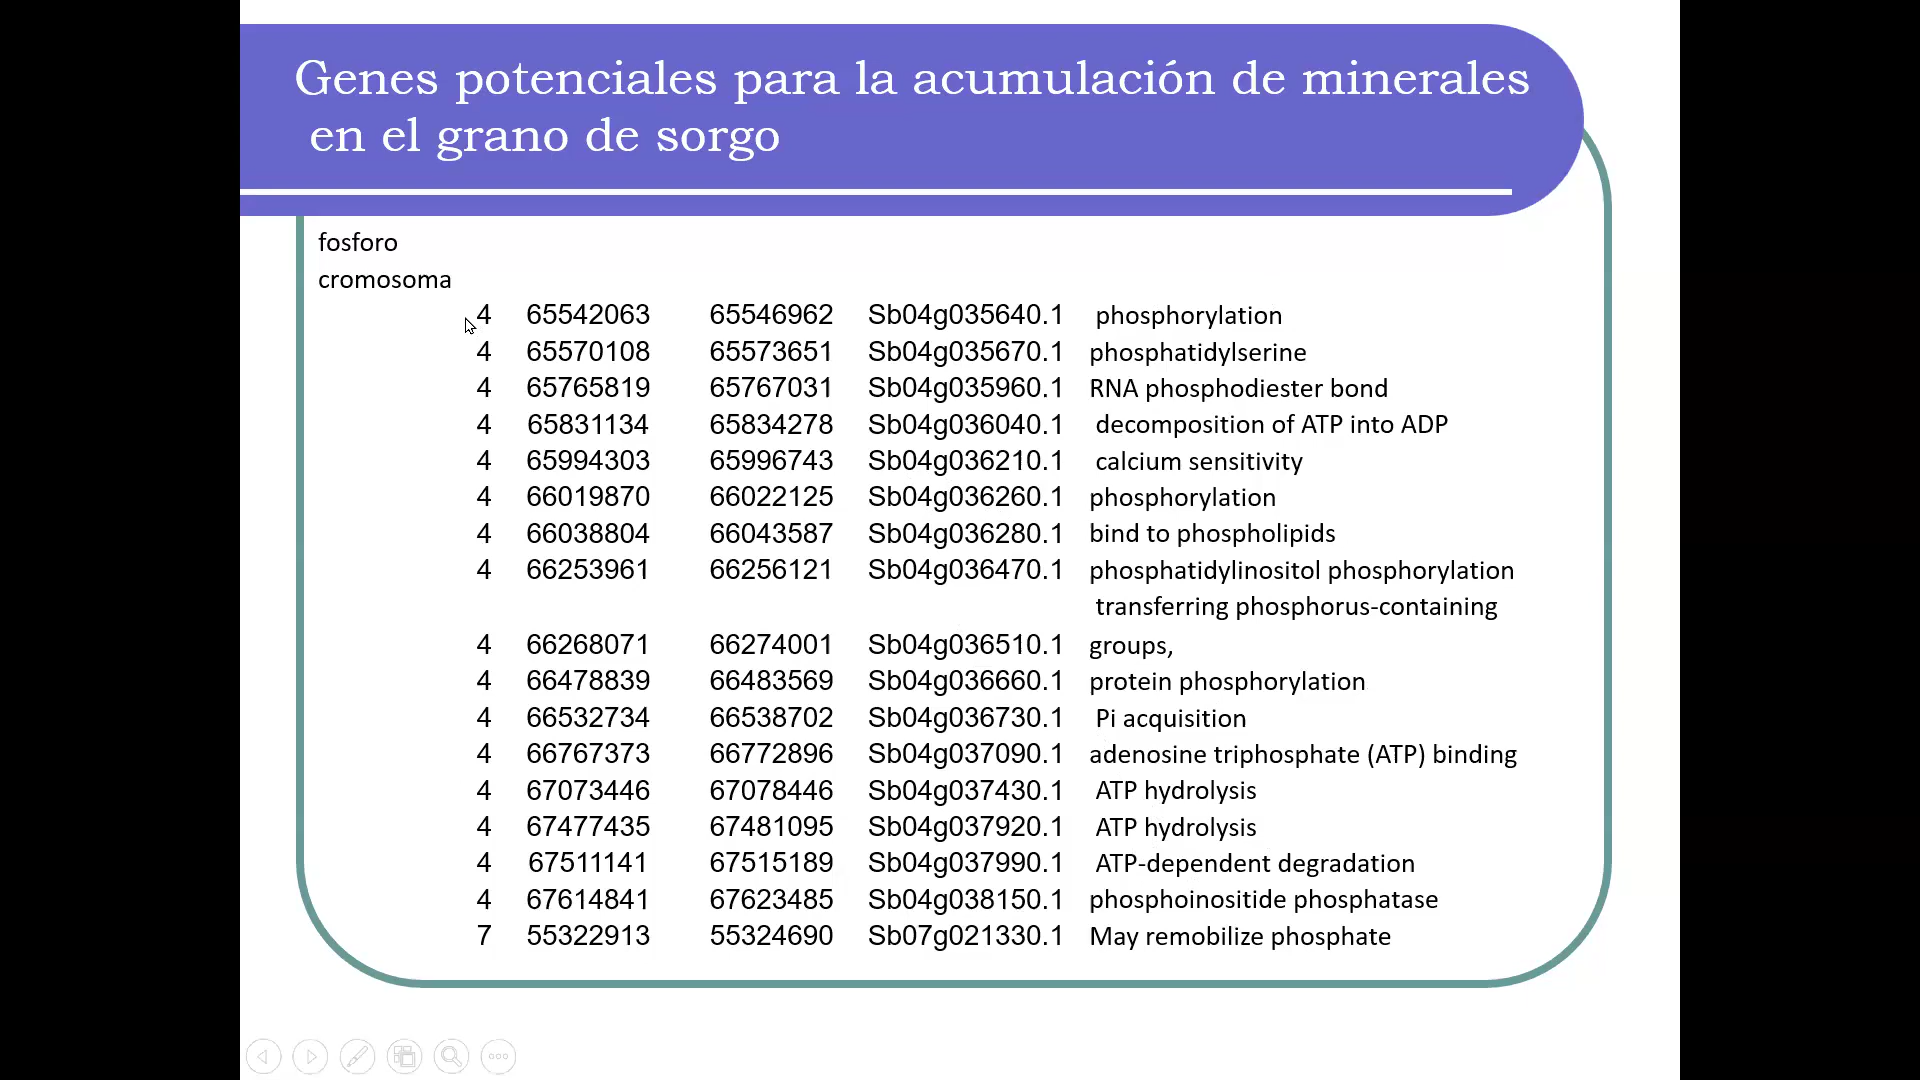 Genes potenciales para la acumulación de minerales
en el grano de sorgo
fosforo
cromosoma
4 65542063 65546962 Sb04g035640.1 phosphorylation
4 65570108 65573651 Sb04g035670.1 phosphatidylserine
4 65765819 65767031 Sb04g035960.1 RNA phosphodiester bond
4 65831134 65834278 Sb04g036040.1 decomposition of ATP into ADP
4 65994303 65996743 Sb04g036210.1 calcium sensitivity
4 66019870 66022125 Sb04g036260.1 phosphorylation
4 66038804 66043587 Sb04g036280.1 bind to phospholipids
4 66253961 66256121 Sb04g036470.1 phosphatidylinositol phosphorylation
transferring phosphorus-containing
4 66268071 66274001 Sb04g036510.1 groups,
4 66478839 66483569 Sb04g036660.1 protein phosphorylation
4 66532734 66538702 Sb04g036730.1 Pi acquisition
4 66767373 66772896 Sb04g037090.1 adenosine triphosphate (ATP) binding
4 67073446 67078446 Sb04g037430.1 ATP hydrolysis
4 67477435 67481095 Sb04g037920.1 ATP hydrolysis
4 67511141 67515189 Sb04g037990.1 ATP-dependent degradation
4 67614841 67623485 Sb04g038150.1 phosphoinositide phosphatase
7 55322913 55324690 Sb07g021330.1 May remobilize phosphate